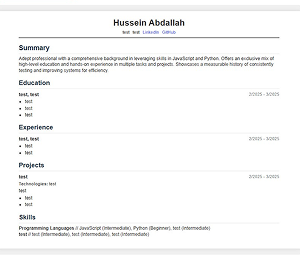 Hussein Abdallah
test test LinkedIn GitHub
Summary
Adept professional with a comprehensive background in leveraging skills in JavaScript and Python. Offers an exclusive mix of
high-level education and hands-on experience in multiple tasks and projects. Showcases a measurable history of consistently
testing and improving systems for efficiency.
Education
test, test 2/2025 - 3/2025
test
test
test
Experience
test, test 2/2025 - 3/2025
test
test
Projects
test 2/2025 - 3/2025
Technologies: test
test
test
test
Skills
Programming Languages // JavaScript (Intermediate), Python (Beginner), test (Intermediate)
test // test (Intermediate), test (Intermediate), test (Intermediate)